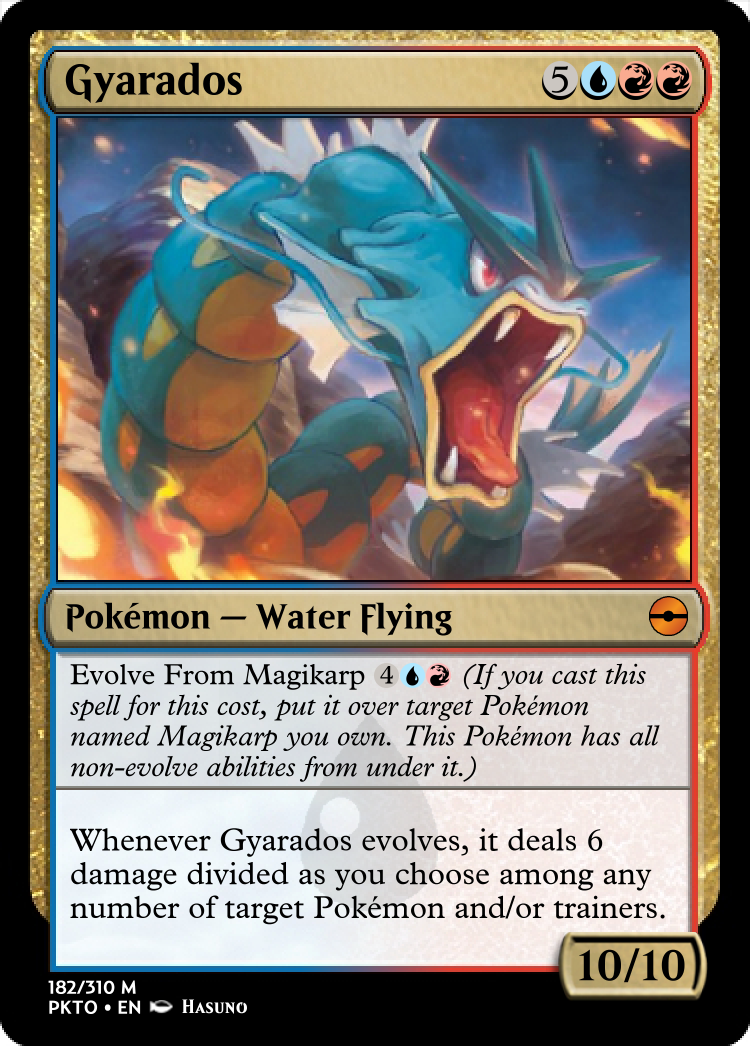 Gyarados 5
Pokémon — Water Flying
Evolve From Magikarp 4 (If you cast this
spell for this cost, put it over target Pokémon
named Magikarp you own. This Pokémon has all
non-evolve abilities from under it.)
Whenever Gyarados evolves, it deals 6
damage divided as you choose among any
number of target Pokémon and/or trainers.
10/10
182/310 M
PKTO • EN Hasuno